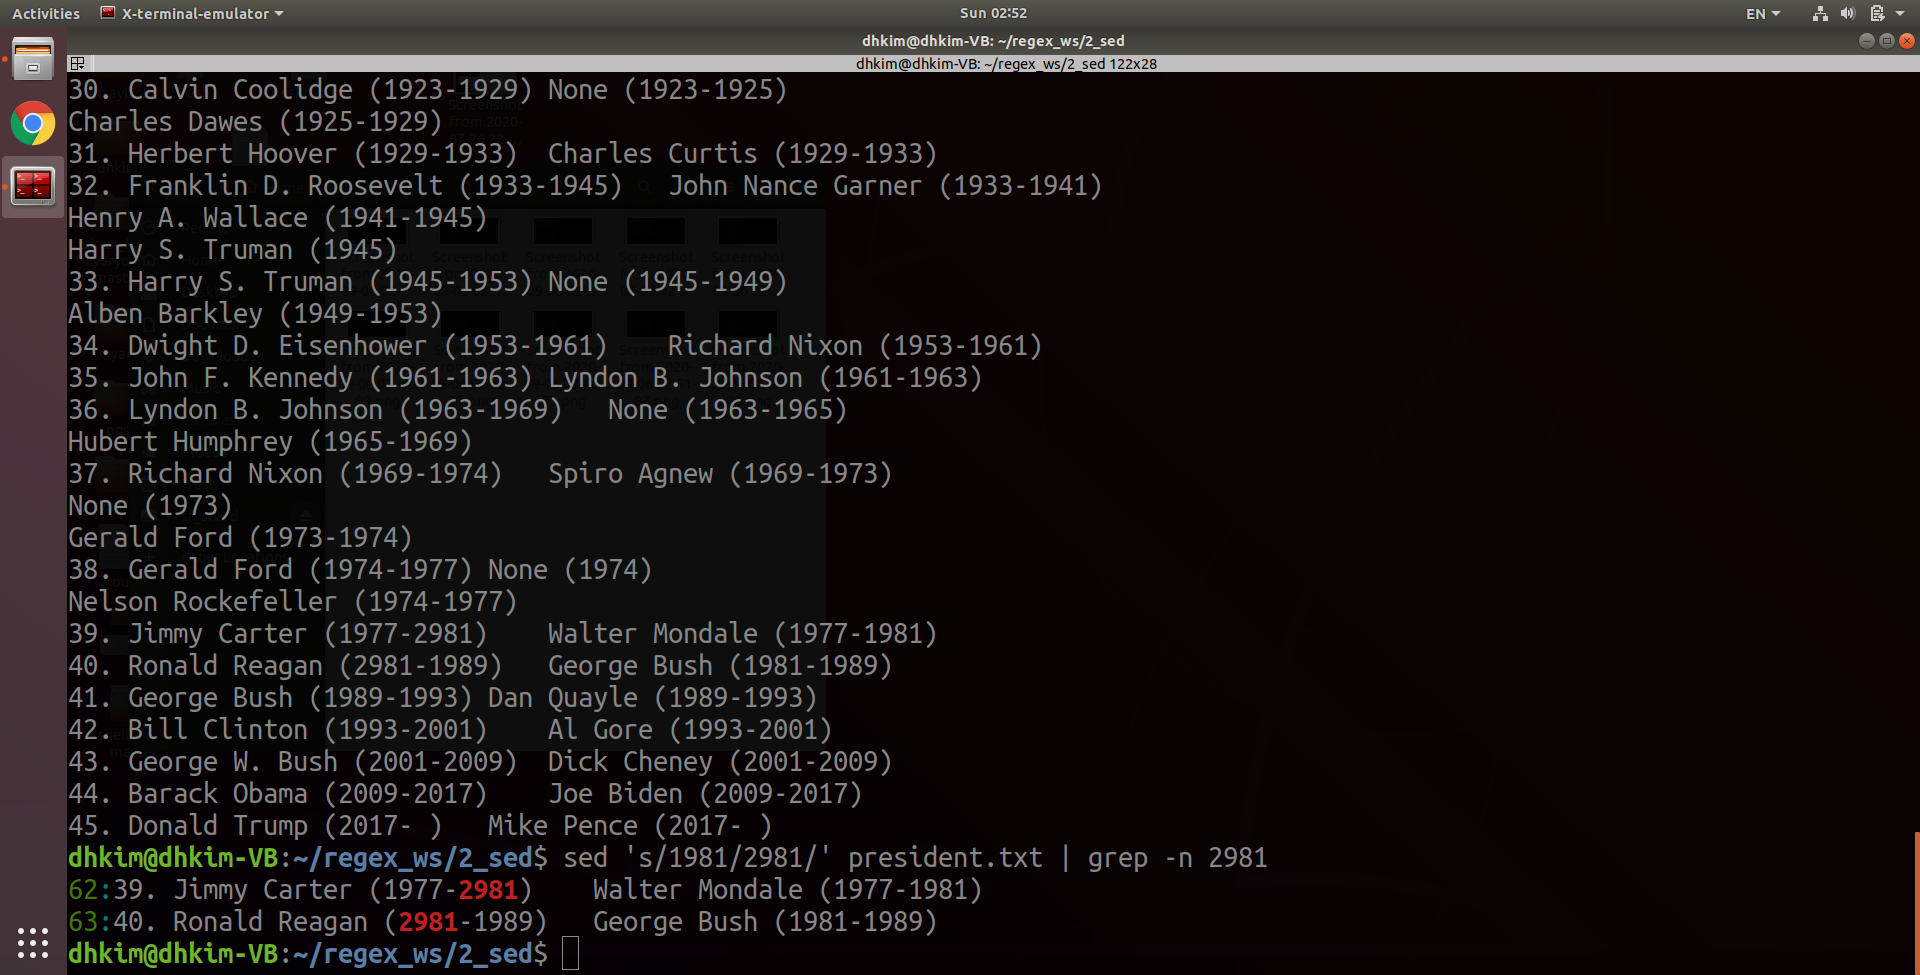 Activities X-terminal-emulator Sun 02:52 EN
dhkim@dhkim-VB: ~/regex_ws/2_sed
dhkim@dhkim-VB: ~/regex_ws/2_sed 122x28
30. Calvin Coolidge (1923-1929) None (1923-1925)
Charles Dawes (1925-1929)
31. Herbert Hoover (1929-1933)  Charles Curtis (1929-1933)
32. Franklin D. Roosevelt (1933-1945)   John Nance Garner (1933-1941)
Henry A. Wallace (1941-1945)
Harry S. Truman (1945)
33. Harry S. Truman (1945-1953) None (1945-1949)
Alben Barkley (1949-1953)
34. Dwight D. Eisenhower (1953-1961)    Richard Nixon (1953-1961)
35. John F. Kennedy (1961-1963) Lyndon B. Johnson (1961-1963)
36. Lyndon B. Johnson (1963-1969)   None (1963-1965)
Hubert Humphrey (1965-1969)
37. Richard Nixon (1969-1974)   Spiro Agnew (1969-1973)
None (1973)
Gerald Ford (1973-1974)
38. Gerald Ford (1974-1977) None (1974)
Nelson Rockefeller (1974-1977)
39. Jimmy Carter (1977-2981)    Walter Mondale (1977-1981)
40. Ronald Reagan (2981-1989)   George Bush (1981-1989)
41. George Bush (1989-1993) Dan Quayle (1989-1993)
42. Bill Clinton (1993-2001)    Al Gore (1993-2001)
43. George W. Bush (2001-2009)  Dick Cheney (2001-2009)
44. Barack Obama (2009-2017)    Joe Biden (2009-2017)
45. Donald Trump (2017- )   Mike Pence (2017- )
dhkim@dhkim-VB:~/regex_ws/2_sed$ sed 's/1981/2981/' president.txt | grep -n 2981
62:39. Jimmy Carter (1977-2981)    Walter Mondale (1977-1981)
63:40. Ronald Reagan (2981-1989)   George Bush (1981-1989)
dhkim@dhkim-VB:~/regex_ws/2_sed$